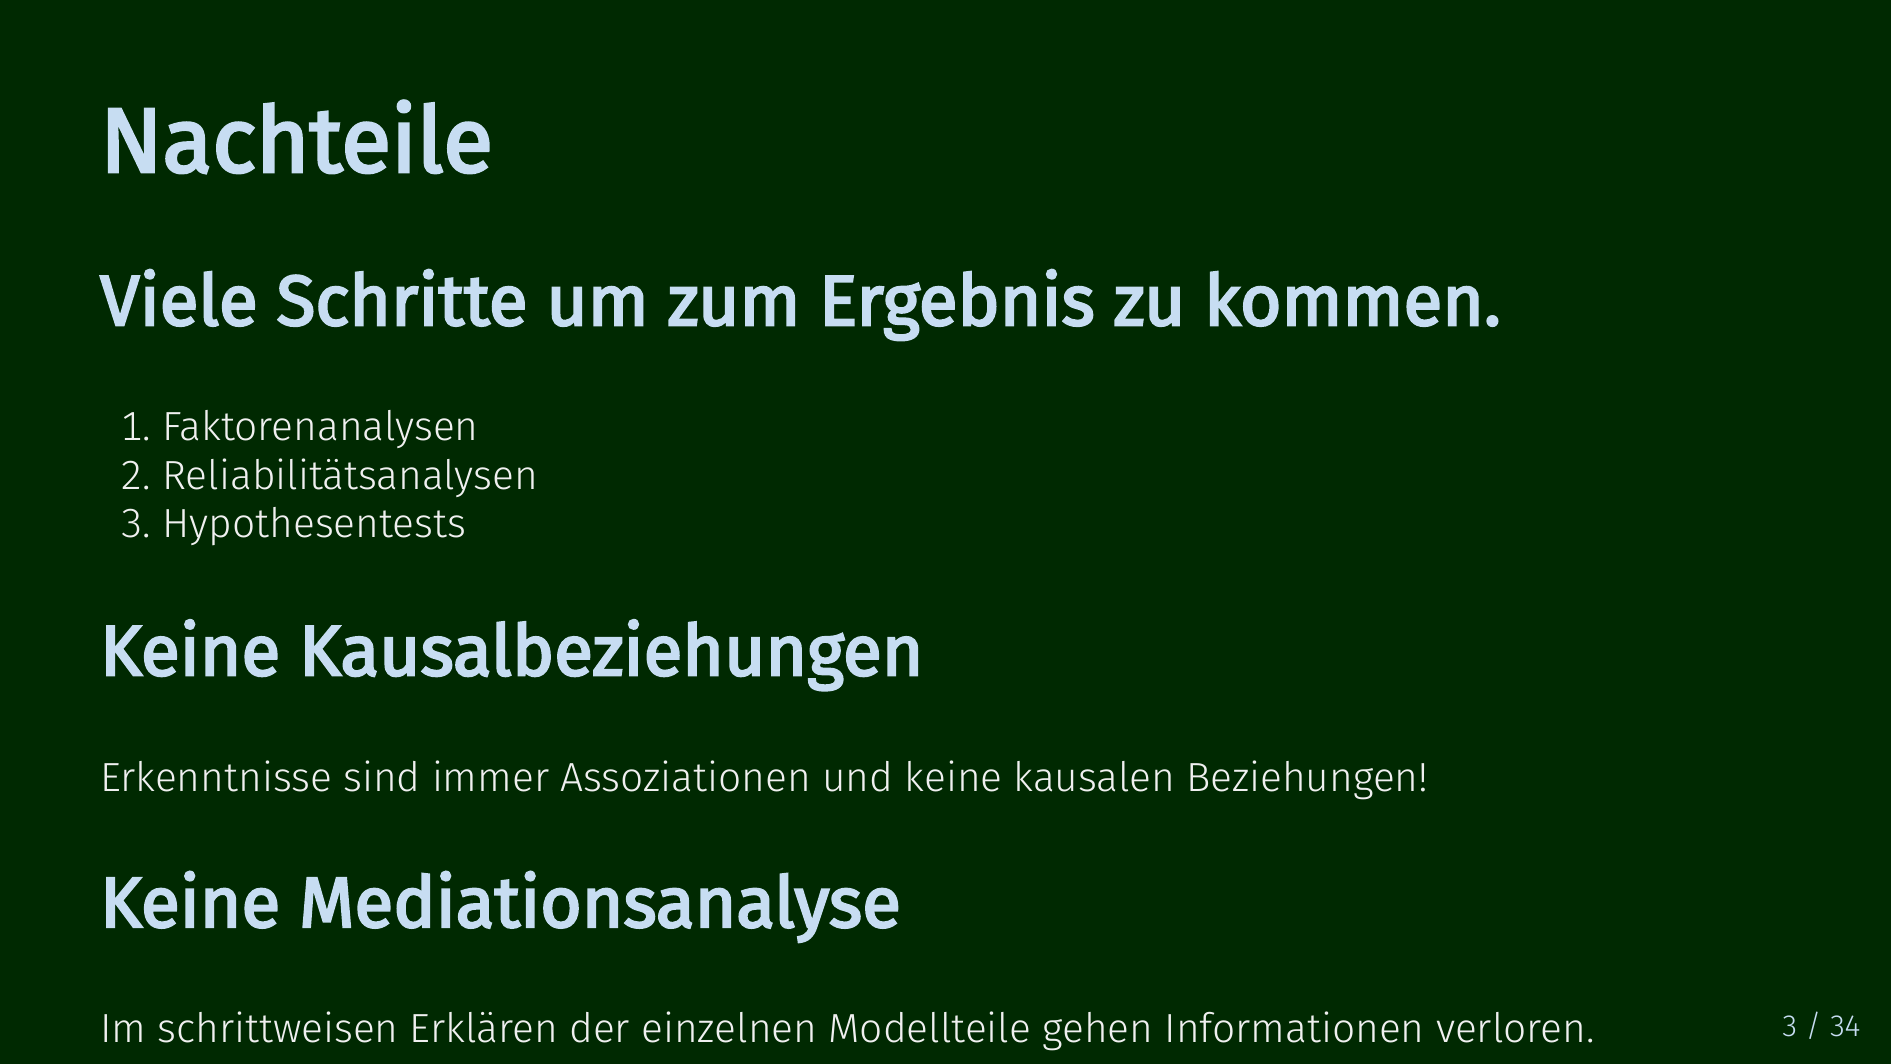 Nachteile
Viele Schritte um zum Ergebnis zu kommen.
1. Faktorenanalysen
2. Reliabilitätsanalysen
3. Hypothesentests
Keine Kausalbeziehungen
Erkenntnisse sind immer Assoziationen und keine kausalen Beziehungen!
Keine Mediationsanalyse
Im schrittweisen Erklären der einzelnen Modellteile gehen Informationen verloren.
3 / 34